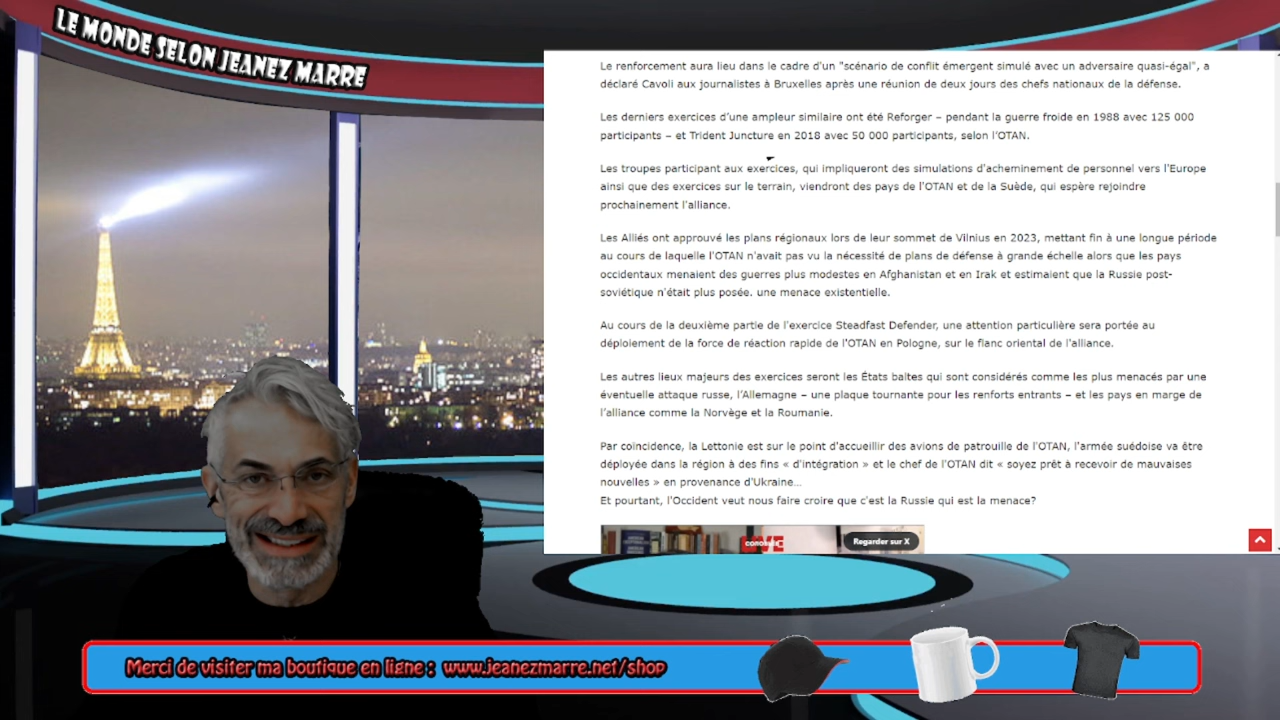 LE MONDE SELON JEANEZ MARRE
Le renforcement aura lieu dans le cadre d'un "scénario de conflit émergent simulé avec un adversaire quasi-égal", a
déclaré Cavoli aux journalistes à Bruxelles après une réunion de deux jours des chefs nationaux de la défense.
Les derniers exercices d'une ampleur similaire ont été Reforger – pendant la guerre froide en 1988 avec 125 000
participants – et Trident Juncture en 2018 avec 50 000 participants, selon l'OTAN.
Les troupes participant aux exercices, qui impliqueront des simulations d'acheminement de personnel vers l'Europe
ainsi que des exercices sur le terrain, viendront des pays de l'OTAN et de la Suède, qui espère rejoindre
prochainement l'alliance.
Les Alliés ont approuvé les plans régionaux lors de leur sommet de Vilnius en 2023, mettant fin à une longue période
au cours de laquelle l'OTAN n'avait pas vu la nécessité de plans de défense à grande échelle alors que les pays
occidentaux menaient des guerres plus modestes en Afghanistan et en Irak et estimaient que la Russie post-
soviétique n'était plus posée. une menace existentielle.
Au cours de la deuxième partie de l'exercice Steadfast Defender, une attention particulière sera portée au
déploiement de la force de réaction rapide de l'OTAN en Pologne, sur le flanc oriental de l'alliance.
Les autres lieux majeurs des exercices seront les États baltes qui sont considérés comme les plus menacés par une
éventuelle attaque russe, l'Allemagne – une plaque tournante pour les renforts entrants – et les pays en marge de
l'alliance comme la Norvège et la Roumanie.
Par coïncidence, la Lettonie est sur le point d'accueillir des avions de patrouille de l'OTAN, l'armée suédoise va être
déployée dans la région à des fins « d'intégration » et le chef de l'OTAN dit « soyez prêt à recevoir de mauvaises
nouvelles » en provenance d'Ukraine...
Et pourtant, l'Occident veut nous faire croire que c'est la Russie qui est la menace?
Regarder sur X
Merci de visiter ma boutique en ligne : www.jeanezmarre.net/shop